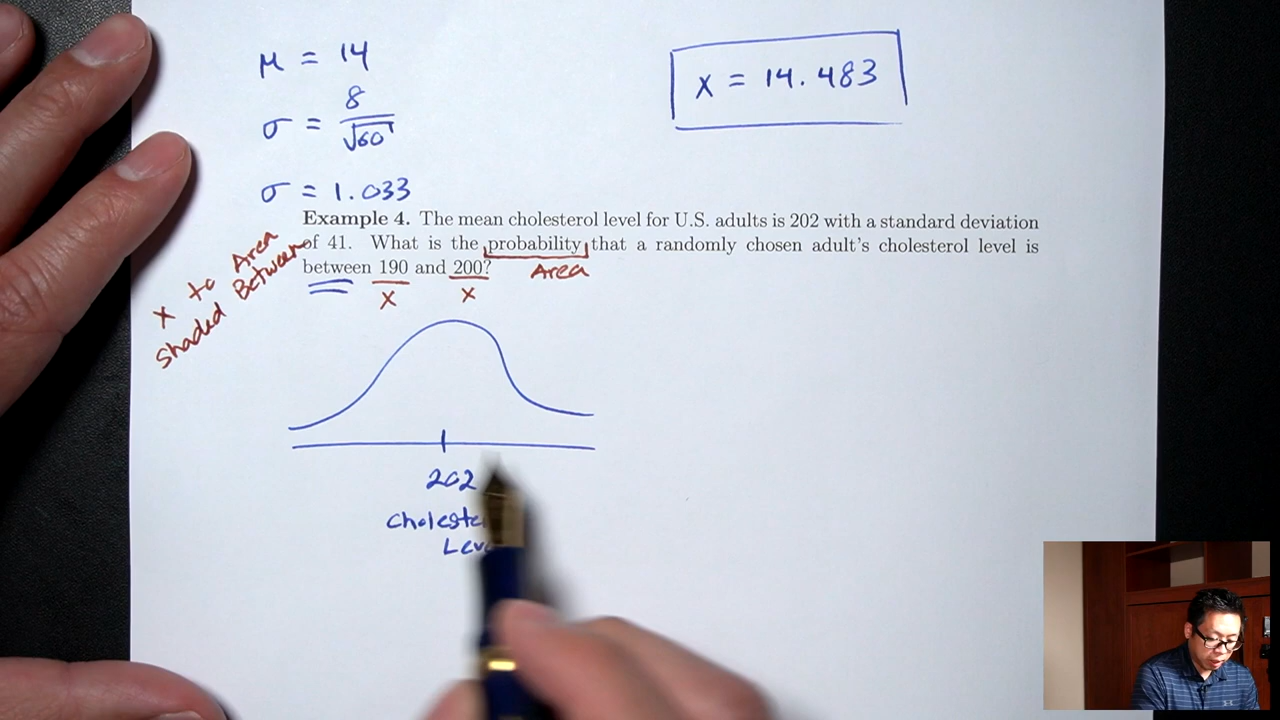 μ = 14
σ = 8/√60
σ = 1.033
x = 14.483
Example 4. The mean cholesterol level for U.S. adults is 202 with a standard deviation
of 41. What is the probability that a randomly chosen adult's cholesterol level is
between 190 and 200?
Area
x
x
x to Area
Shaded Between
202